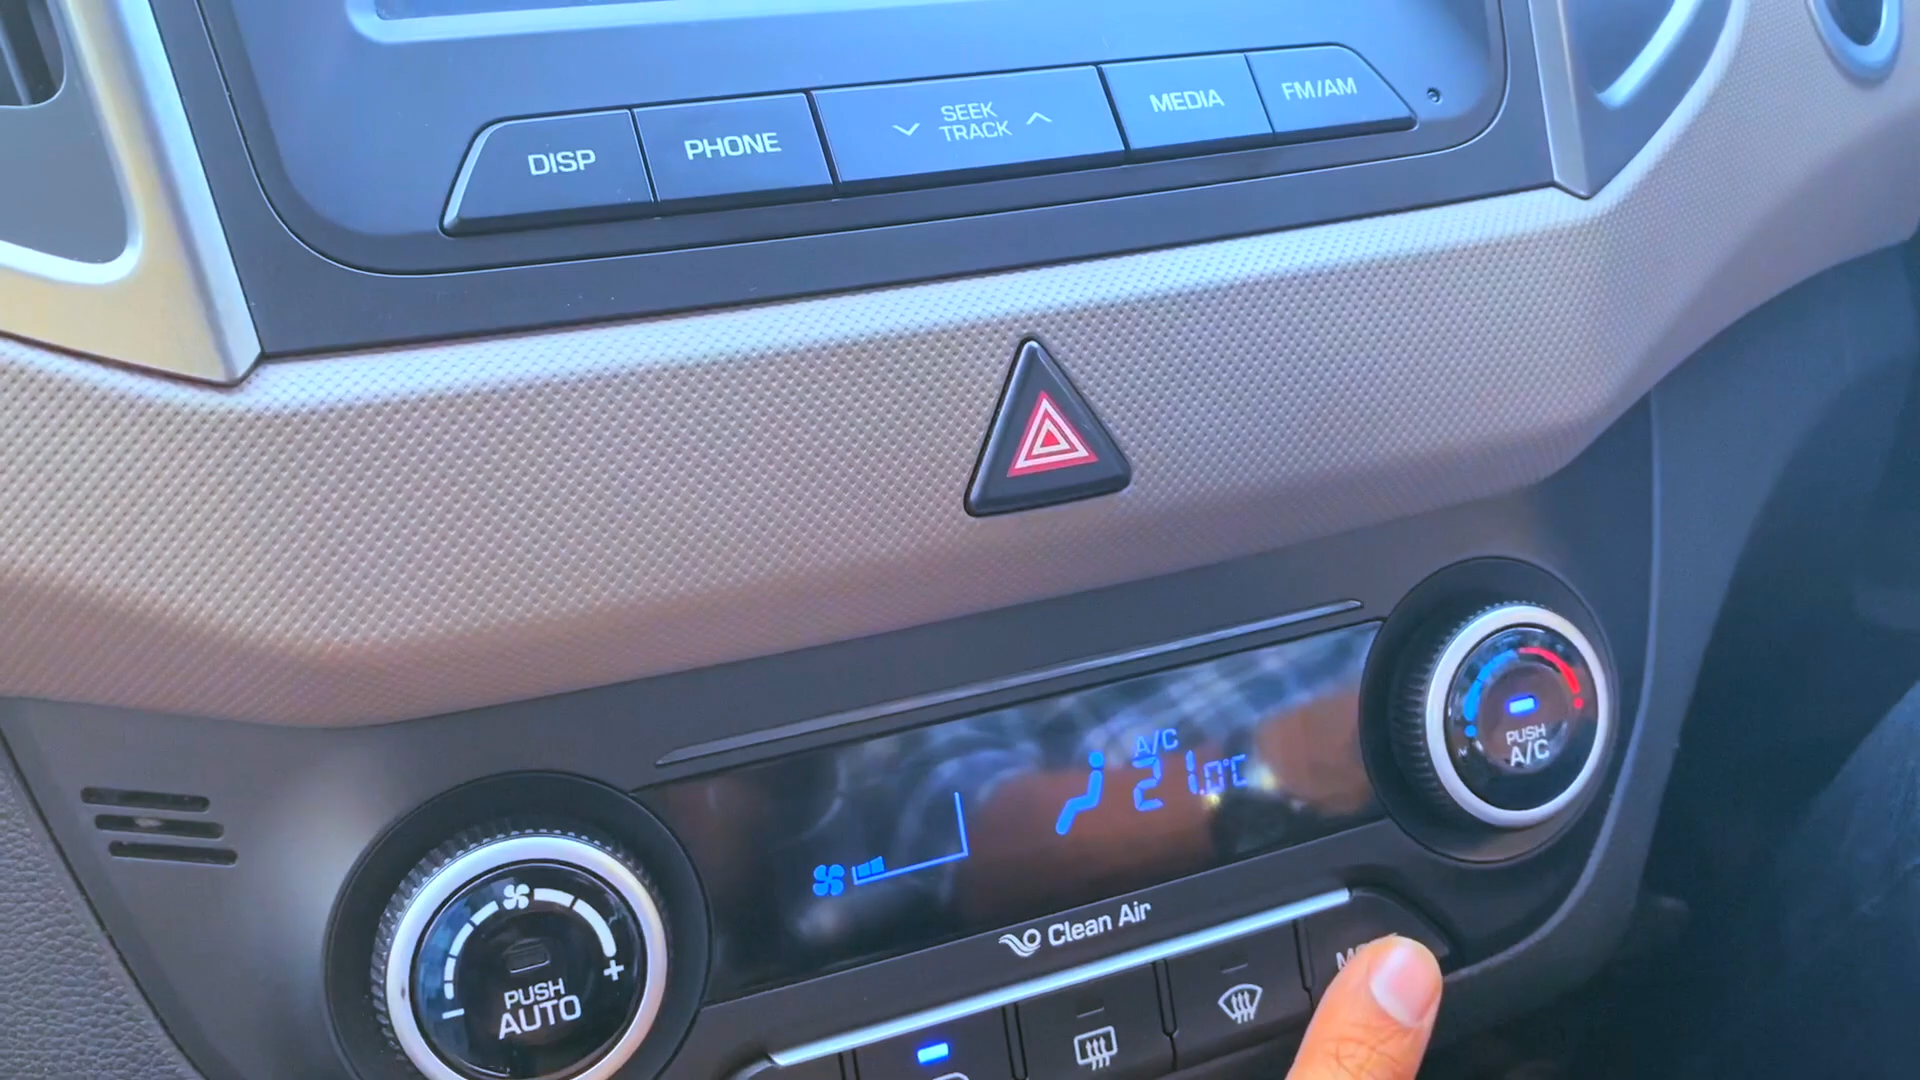 DISP
PHONE
SEEK
TRACK
MEDIA
FM/AM
A/C
21.0°C
PUSH
A/C
Clean Air
PUSH
AUTO